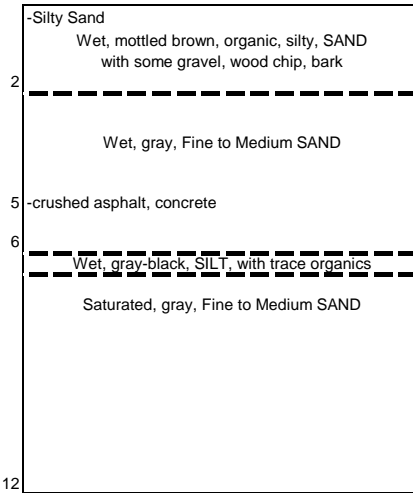 -Silty Sand
Wet, mottled brown, organic, silty, SAND
with some gravel, wood chip, bark
2
Wet, gray, Fine to Medium SAND
5 -crushed asphalt, concrete
6
Wet, gray-black, SILT, with trace organics
Saturated, gray, Fine to Medium SAND
12